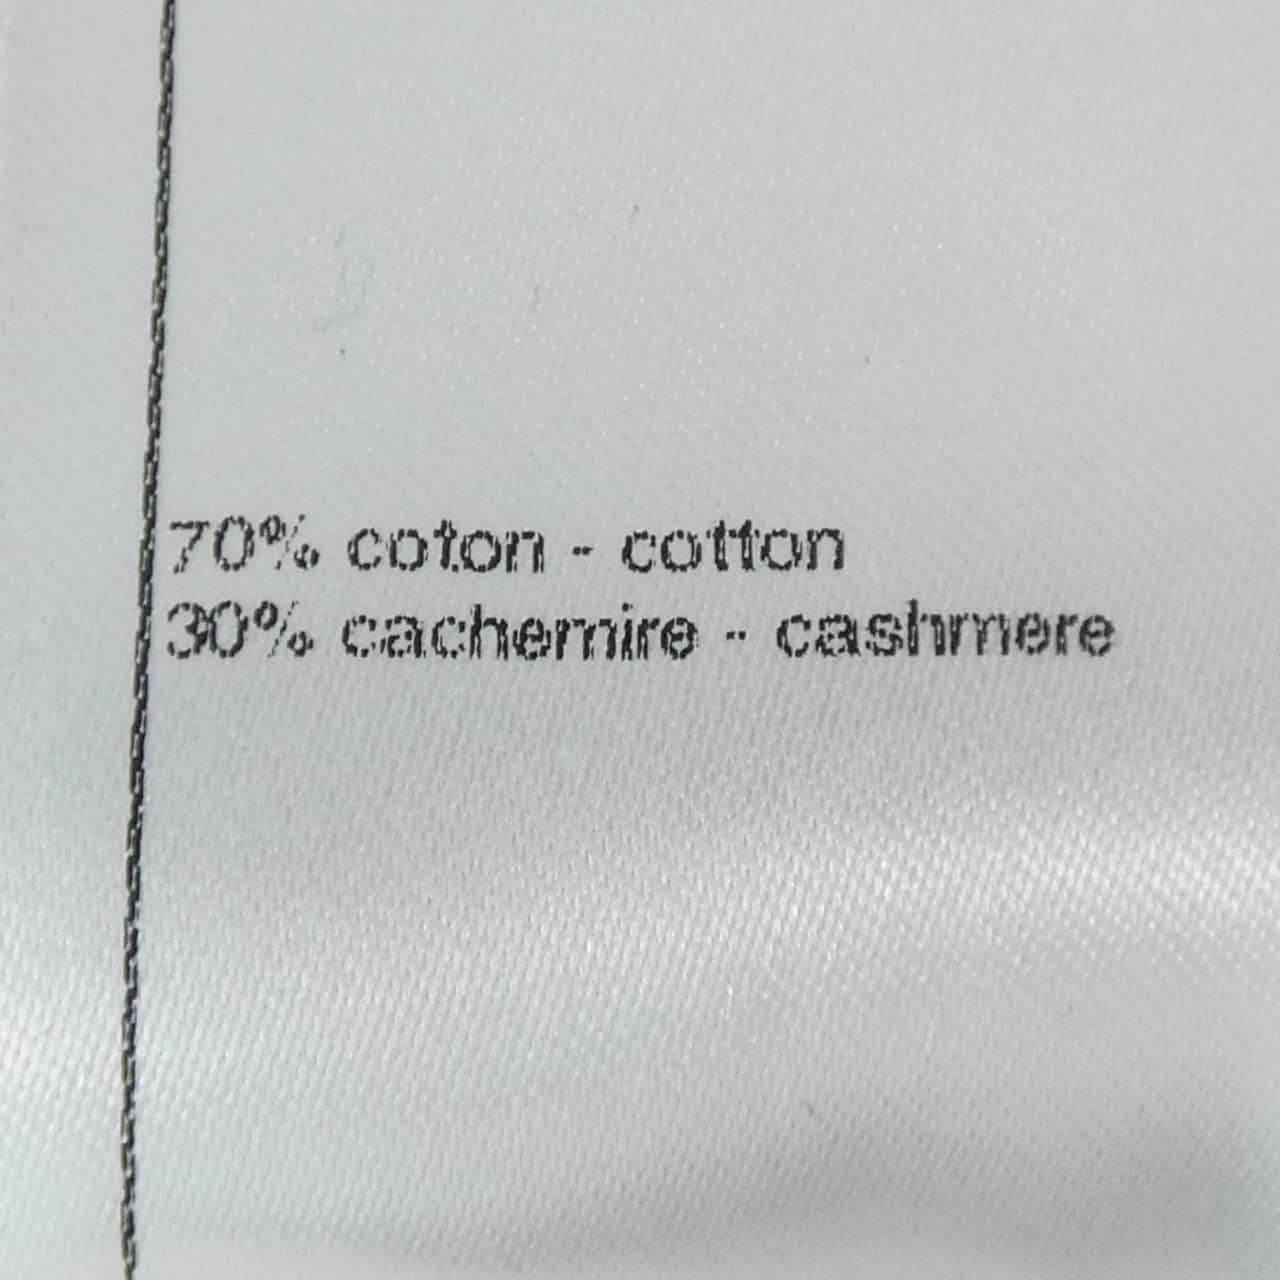 70% coton - cotton
30% cachemire - cashmere